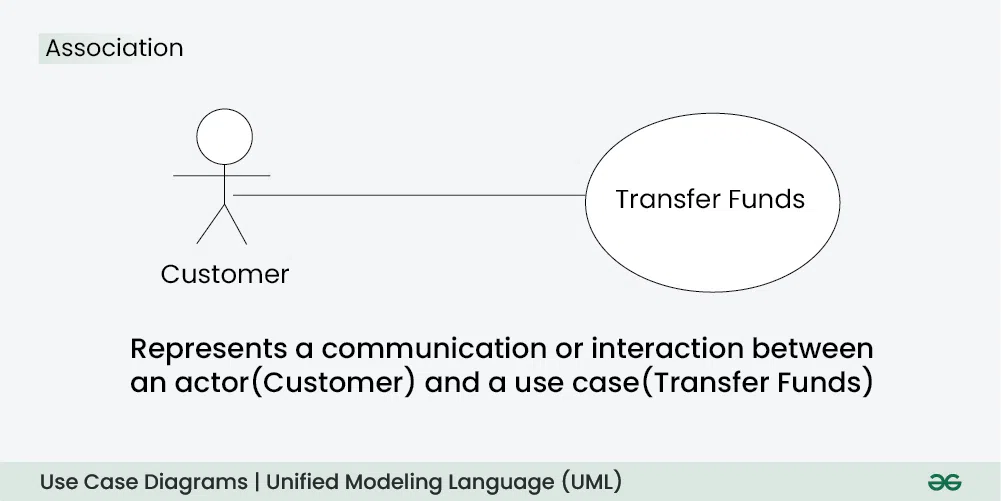 Association
Transfer Funds
Customer
Represents a communication or interaction between
an actor(Customer) and a use case(Transfer Funds)
Use Case Diagrams | Unified Modeling Language (UML)